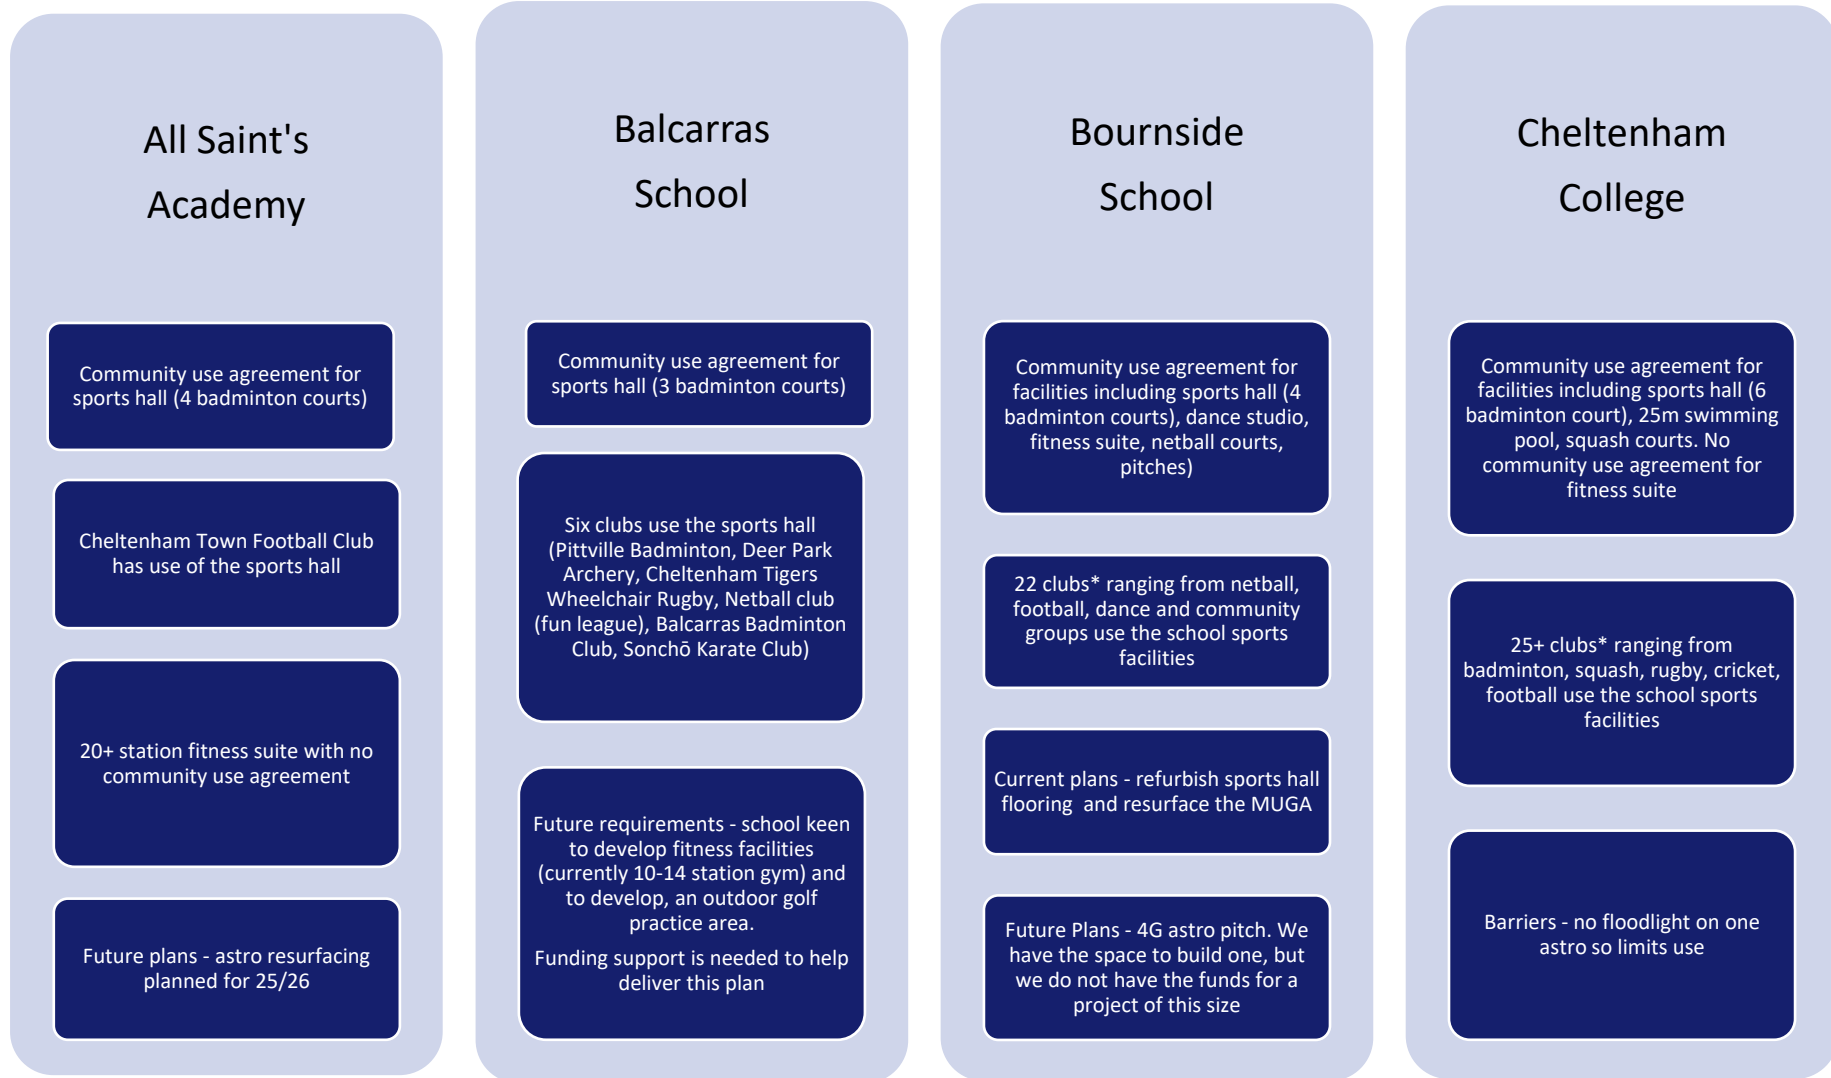 All Saint's
Academy
Community use agreement for
sports hall (4 badminton courts)
Cheltenham Town Football Club
has use of the sports hall
20+ station fitness suite with no
community use agreement
Future plans - astro resurfacing
planned for 25/26
Balcarras
School
Community use agreement for
sports hall (3 badminton courts)
Six clubs use the sports hall
(Pittville Badminton, Deer Park
Archery, Cheltenham Tigers
Wheelchair Rugby, Netball club
(fun league), Balcarras Badminton
Club, Sonchō Karate Club)
Future requirements - school keen
to develop fitness facilities
(currently 10-14 station gym) and
to develop, an outdoor golf
practice area.
Funding support is needed to help
deliver this plan
Bournside
School
Community use agreement for
facilities including sports hall (4
badminton courts), dance studio,
fitness suite, netball courts,
pitches)
22 clubs* ranging from netball,
football, dance and community
groups use the school sports
facilities
Current plans - refurbish sports hall
flooring  and resurface the MUGA
Future Plans - 4G astro pitch. We
have the space to build one, but
we do not have the funds for a
project of this size
Cheltenham
College
Community use agreement for
facilities including sports hall (6
badminton court), 25m swimming
pool, squash courts. No
community use agreement for
fitness suite
25+ clubs* ranging from
badminton, squash, rugby, cricket,
football use the school sports
facilities
Barriers - no floodlight on one
astro so limits use